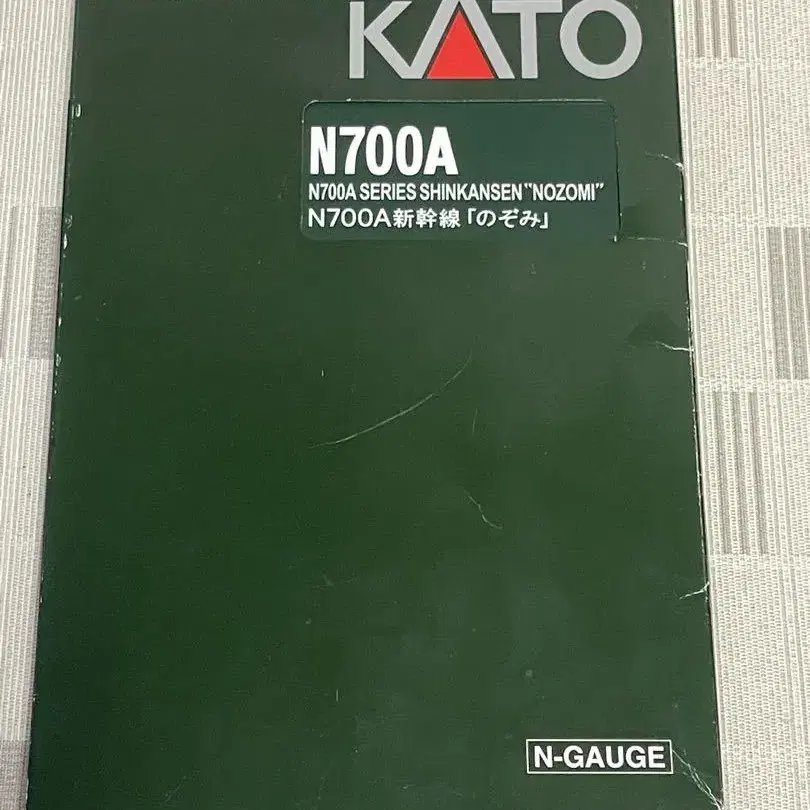 KATO
N700A
N700A SERIES SHINKANSEN "NOZOMI"
N700A新幹線「のぞみ」
N-GAUGE